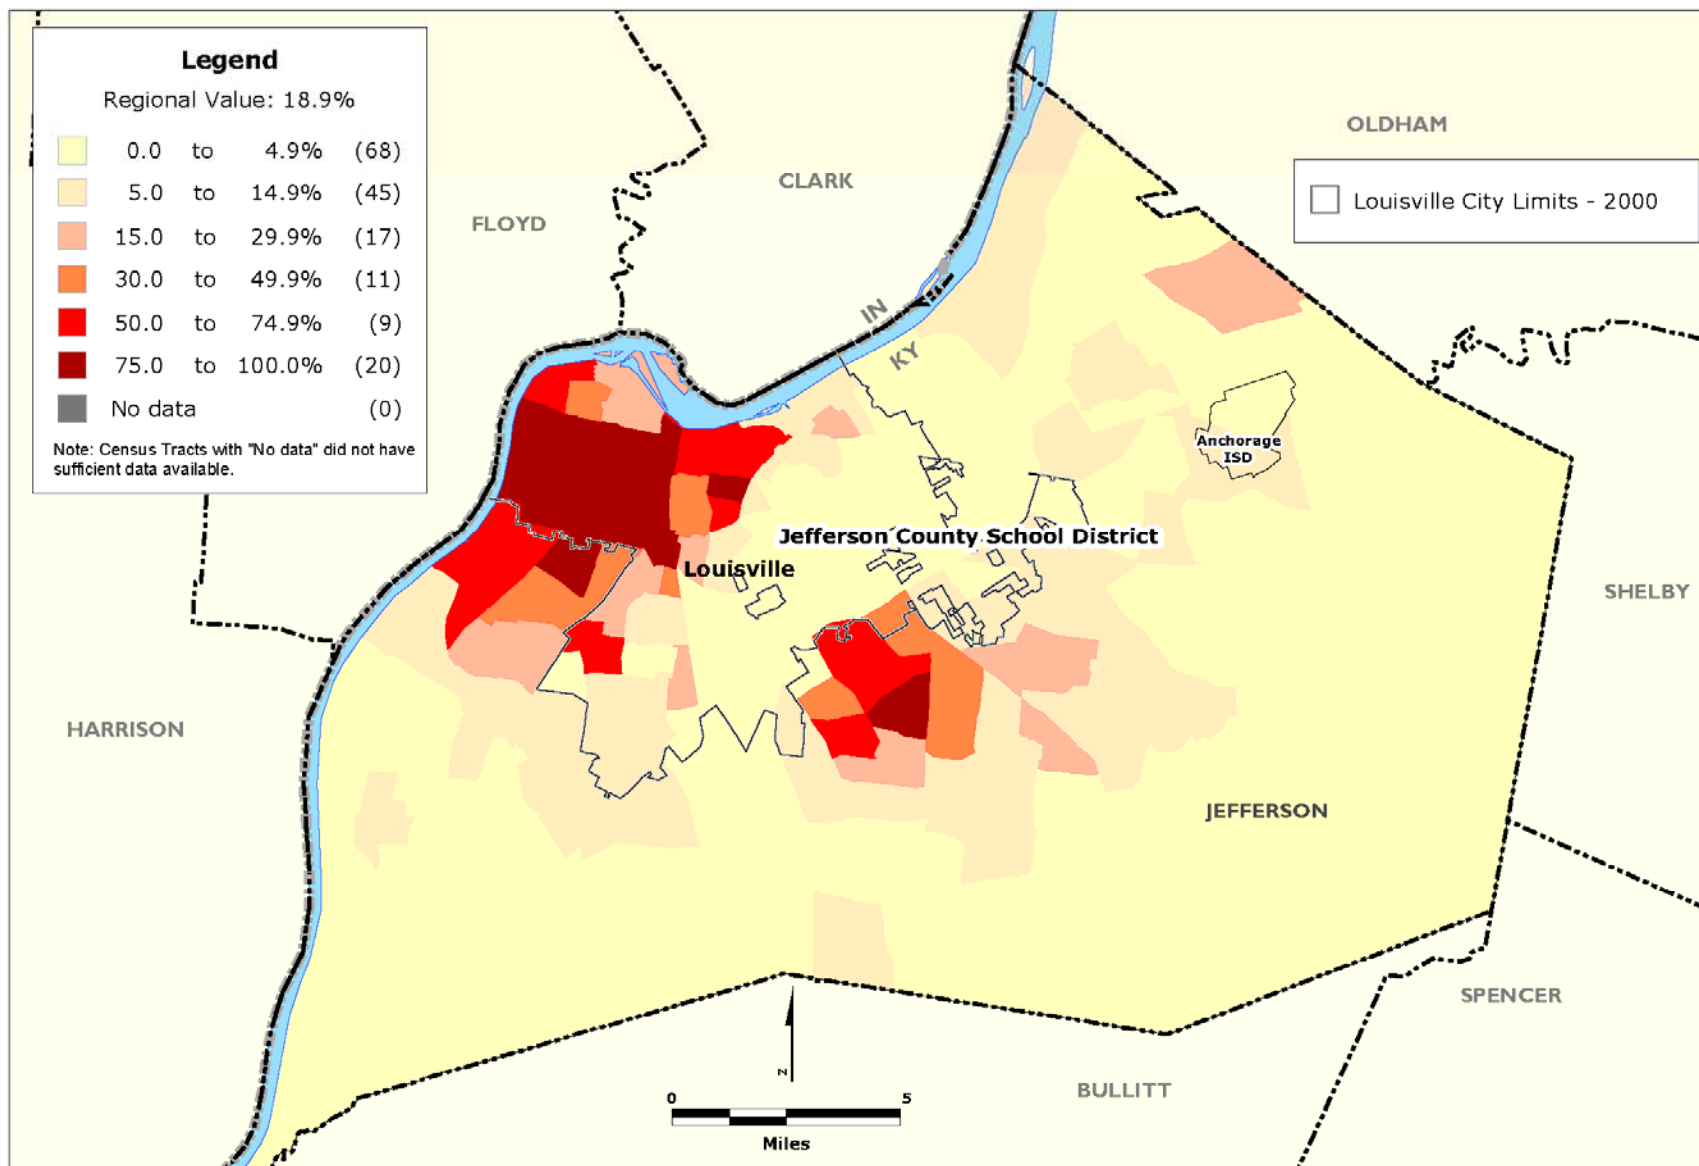 Legend
Regional Value: 18.9%
0.0 to 4.9% (68)
5.0 to 14.9% (45)
15.0 to 29.9% (17)
30.0 to 49.9% (11)
50.0 to 74.9% (9)
75.0 to 100.0% (20)
No data (0)
Note: Census Tracts with "No data" did not have
sufficient data available.
OLDHAM
CLARK
Louisville City Limits - 2000
FLOYD
IN
KY
Anchorage
ISD
Jefferson County School District
Louisville
SHELBY
HARRISON
JEFFERSON
SPENCER
z
BULLITT
0 5
Miles